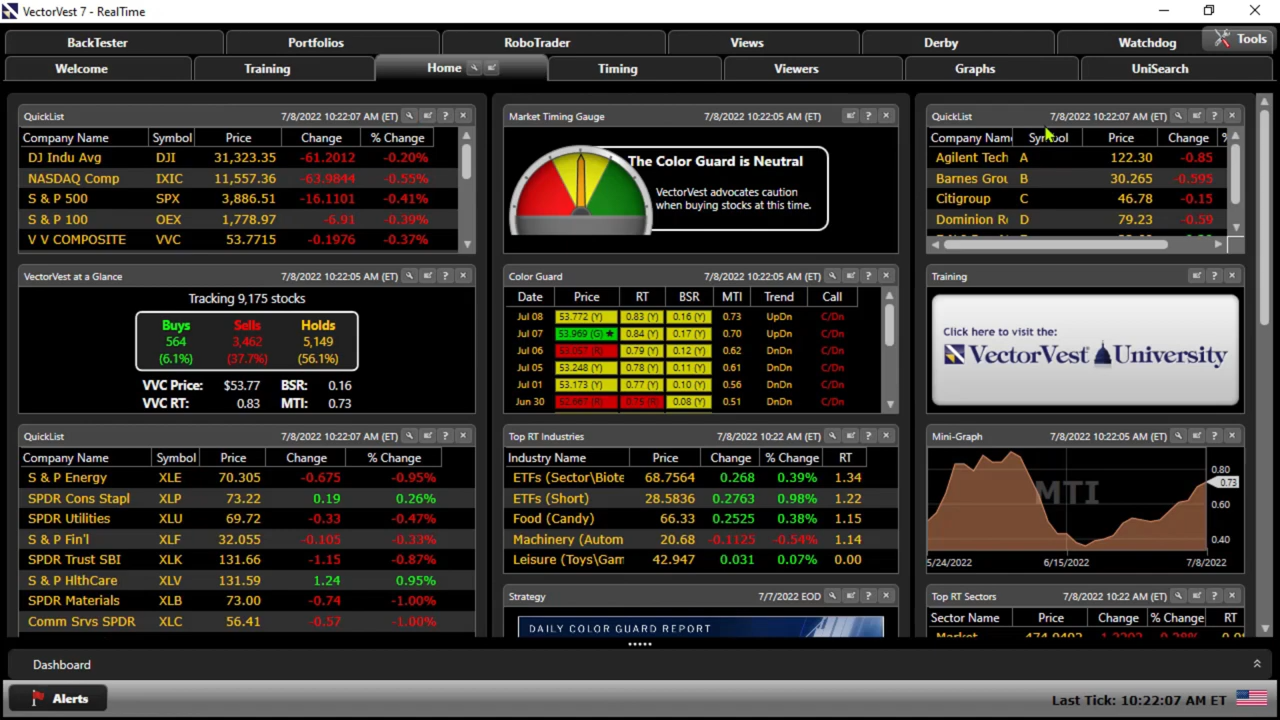 VectorVest 7 - RealTime
BackTester Portfolios RoboTrader Views Derby Watchdog Tools
Welcome Training Home Timing Viewers Graphs UniSearch
QuickList 7/8/2022 10:22:07 AM (ET)
Company Name Symbol Price Change % Change
DJ Indu Avg DJI 31,323.35 -61.2012 -0.20%
NASDAQ Comp IXIC 11,557.36 -63.9844 -0.55%
S & P 500 SPX 3,886.51 -16.1101 -0.41%
S & P 100 OEX 1,778.97 -6.91 -0.39%
V V COMPOSITE VVC 53.7715 -0.1976 -0.37%
Market Timing Gauge 7/8/2022 10:22:05 AM (ET)
The Color Guard is Neutral
VectorVest advocates caution
when buying stocks at this time.
QuickList 7/8/2022 10:22:07 AM (ET)
Company Name Symbol Price Change %
Agilent Tech A 122.30 -0.85
Barnes Grou B 30.265 -0.595
Citigroup C 46.78 -0.15
Dominion R D 79.23 -0.59
VectorVest at a Glance 7/8/2022 10:22:05 AM (ET)
Tracking 9,175 stocks
Buys Sells Holds
564 3,462 5,149
(6.1%) (37.7%) (56.1%)
VVC Price: $53.77 BSR: 0.16
VVC RT: 0.83 MTI: 0.73
Color Guard 7/8/2022 10:22:05 AM (ET)
Date Price RT BSR MTI Trend Call
Jul 08 53.772 (Y) 0.83 (Y) 0.16 (Y) 0.73 UpDn C/Dn
Jul 07 53.969 (G) ★ 0.84 (Y) 0.17 (Y) 0.70 UpDn C/Dn
Jul 06 53.057 (R) 0.79 (Y) 0.12 (Y) 0.62 DnDn C/Dn
Jul 05 53.248 (Y) 0.78 (Y) 0.11 (Y) 0.61 DnDn C/Dn
Jul 01 53.173 (Y) 0.77 (Y) 0.10 (Y) 0.56 DnDn C/Dn
Jun 30 52.667 (R) 0.75 (R) 0.08 (Y) 0.51 DnDn C/Dn
Training
Click here to visit the:
VectorVest University
QuickList 7/8/2022 10:22:07 AM (ET)
Company Name Symbol Price Change % Change
S & P Energy XLE 70.305 -0.675 -0.95%
SPDR Cons Stapl XLP 73.22 0.19 0.26%
SPDR Utilities XLU 69.72 -0.33 -0.47%
S & P Fin'l XLF 32.055 -0.105 -0.33%
SPDR Trust SBI XLK 131.66 -1.15 -0.87%
S & P HlthCare XLV 131.59 1.24 0.95%
SPDR Materials XLB 73.00 -0.74 -1.00%
Comm Srvs SPDR XLC 56.41 -0.57 -1.00%
Top RT Industries 7/8/2022 10:22 AM (ET)
Industry Name Price Change % Change RT
ETFs (Sector\Biote 68.7564 0.268 0.39% 1.34
ETFs (Short) 28.5836 0.2763 0.98% 1.22
Food (Candy) 66.33 0.2525 0.38% 1.15
Machinery (Autom 20.68 -0.1125 -0.54% 1.14
Leisure (Toys\Gam 42.947 0.031 0.07% 0.00
Mini-Graph 7/8/2022 10:22:05 AM (ET)
MTI
0.80
0.73
0.60
0.40
5/24/2022 6/15/2022 7/8/2022
Strategy 7/7/2022 EOD
DAILY COLOR GUARD REPORT
Top RT Sectors 7/8/2022 10:22 AM (ET)
Sector Name Price Change % Change RT
Dashboard
Alerts
Last Tick: 10:22:07 AM ET